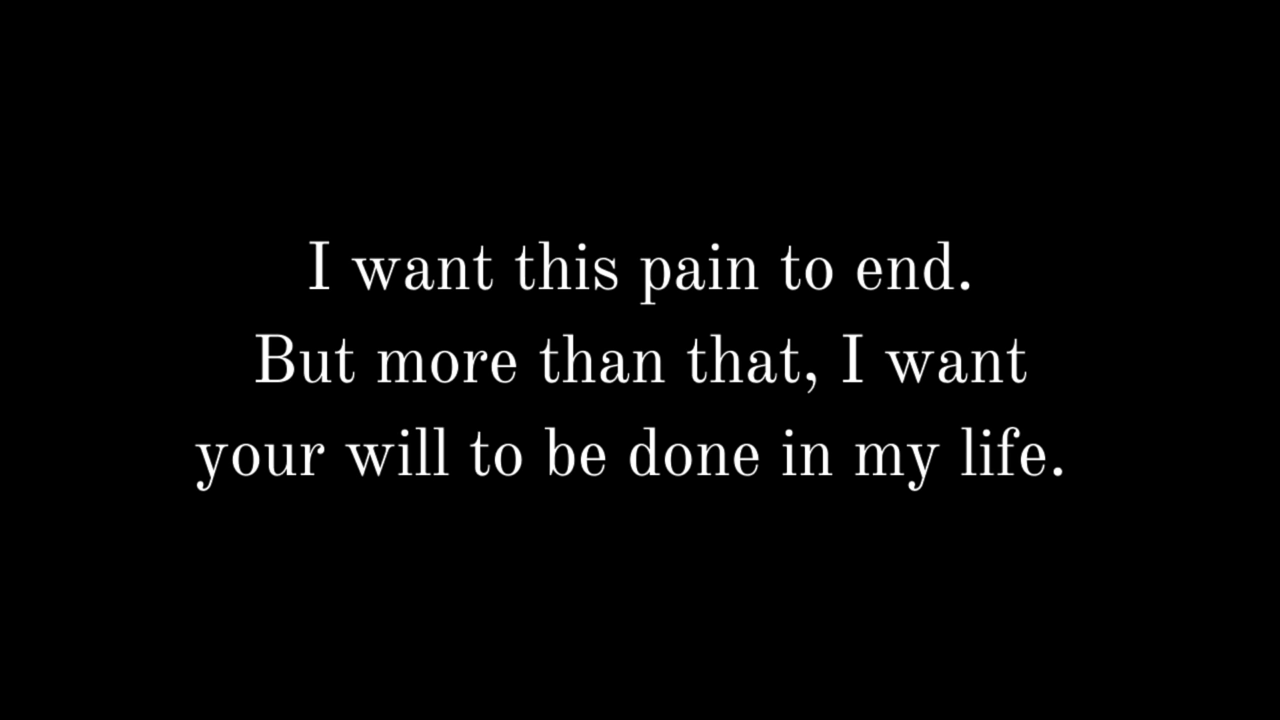 I want this pain to end.
But more than that, I want
your will to be done in my life.